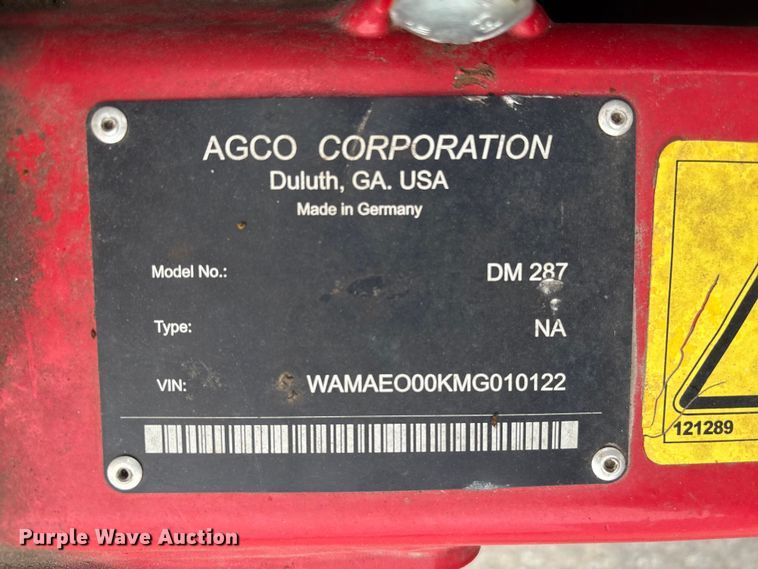 AGCO CORPORATION
Duluth, GA. USA
Made in Germany
Model No.: DM 287
Type: NA
VIN: WAMAEO00KMG010122
121289
Purple Wave Auction